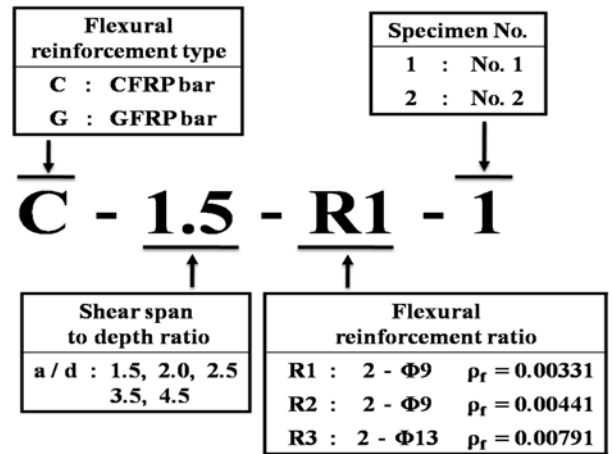 Flexural
reinforcement type
C : CFRP bar
G : GFRP bar
Specimen No.
1 : No. 1
2 : No. 2
C - 1.5 - R1 - 1
Shear span
to depth ratio
a / d : 1.5, 2.0, 2.5
3.5, 4.5
Flexural
reinforcement ratio
R1 : 2 - Φ9 ρf = 0.00331
R2 : 2 - Φ9 ρf = 0.00441
R3 : 2 - Φ13 ρf = 0.00791